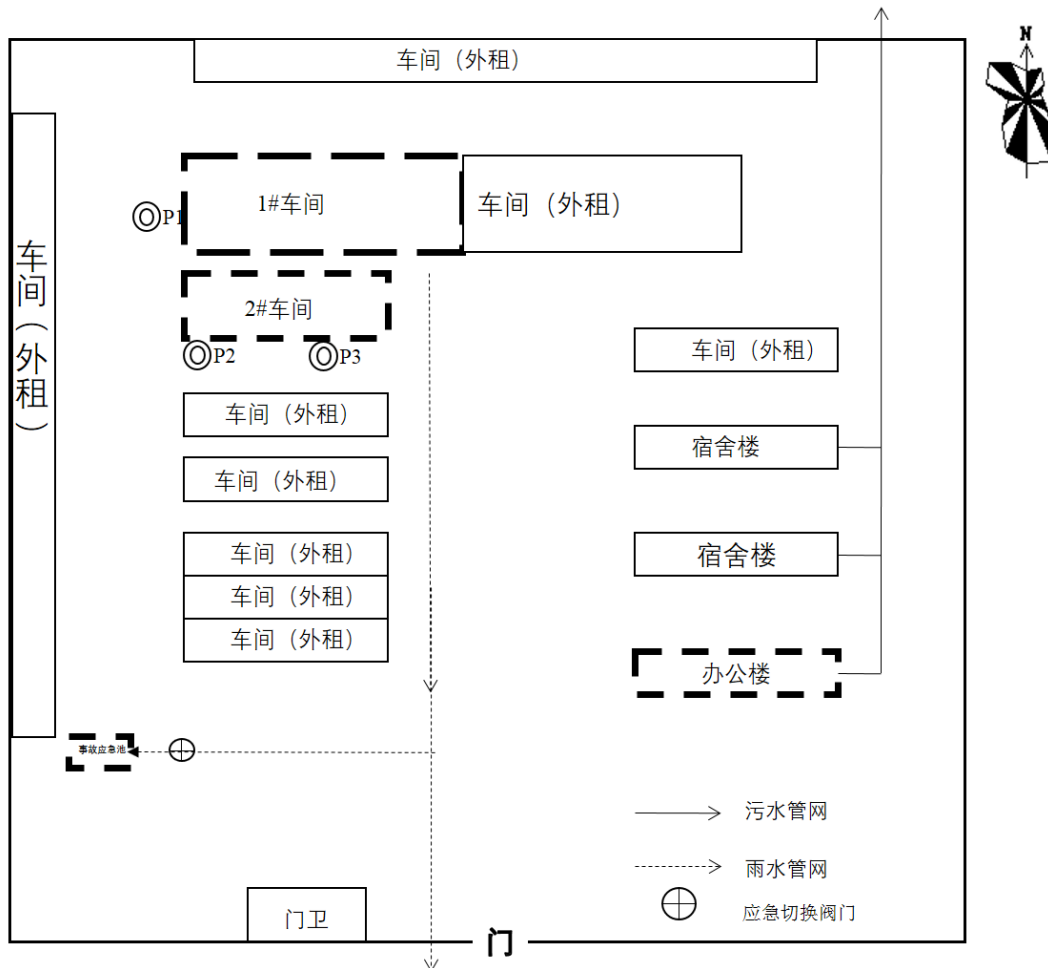 车间（外租）
N
1#车间
车间（外租）
P1
车间（外租）
2#车间
P2
P3
车间（外租）
车间（外租）
宿舍楼
车间（外租）
车间（外租）
宿舍楼
车间（外租）
车间（外租）
办公楼
事故应急池
污水管网
雨水管网
应急切换阀门
门卫
门